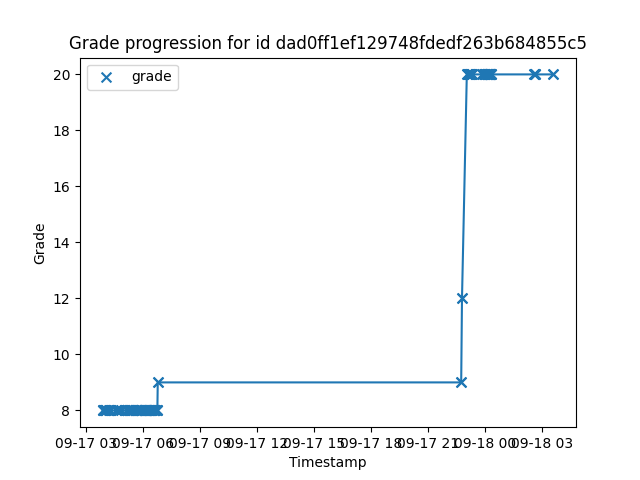 Grade progression for id dad0ff1ef129748fdedf263b684855c5
grade
20
18
16
14
12
10
8
Grade
09-17 03 09-17 06 09-17 09 09-17 12 09-17 15 09-17 18 09-17 21 09-18 00 09-18 03
Timestamp